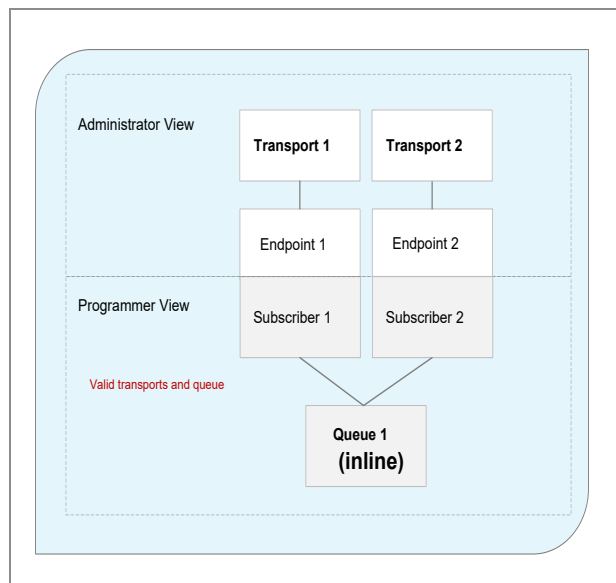 Administrator View
Transport 1
Transport 2
Endpoint 1
Endpoint 2
Programmer View
Subscriber 1
Subscriber 2
Valid transports and queue
Queue 1
(inline)